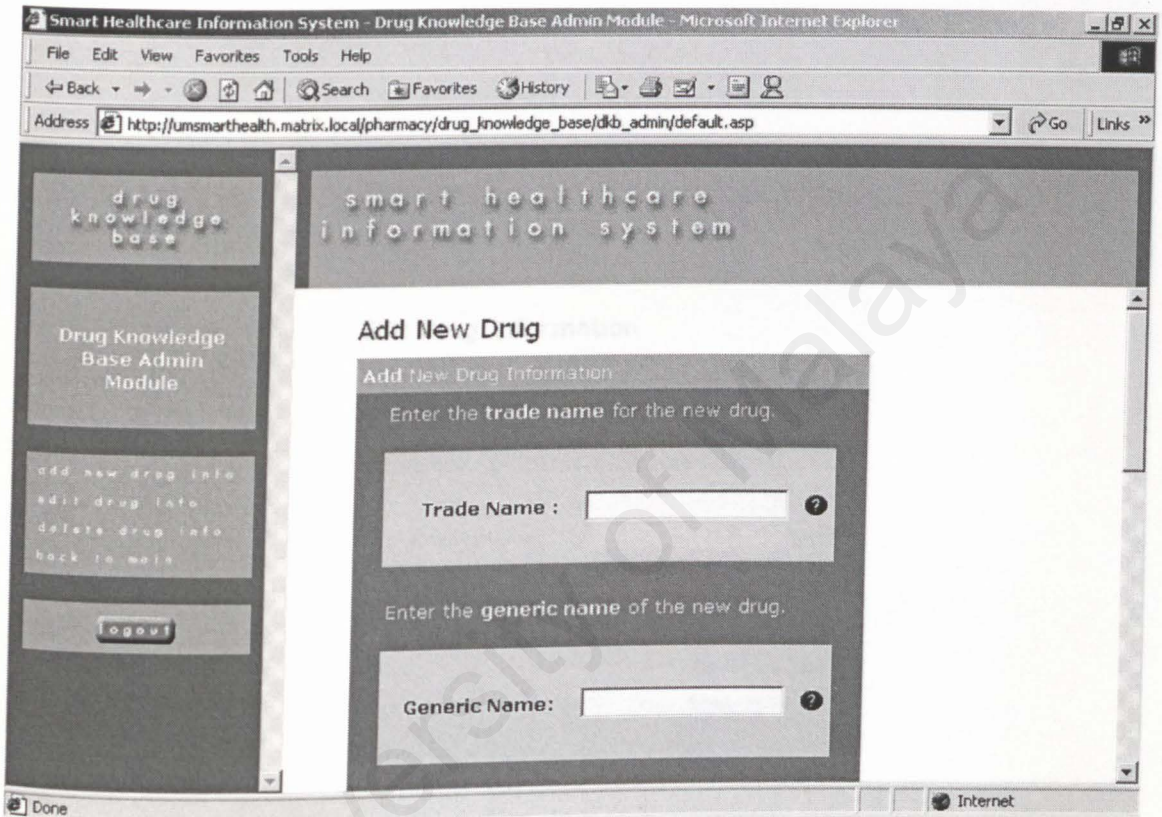 Smart Healthcare Information System - Drug Knowledge Base Admin Module - Microsoft Internet Explorer
File Edit View Favorites Tools Help
Back Search Favorites History
Address http://umsmarthealth.matrix.local/pharmacy/drug_knowledge_base/dkb_admin/default.asp Go Links »
drug
knowledge
base
smart healthcare
information system
Drug Knowledge
Base Admin
Module
add new drug info
edit drug info
delete drug info
back to main
logout
Add New Drug
Add New Drug Information
Enter the trade name for the new drug.
Trade Name : ?
Enter the generic name of the new drug.
Generic Name: ?
Done Internet
University of Malaya